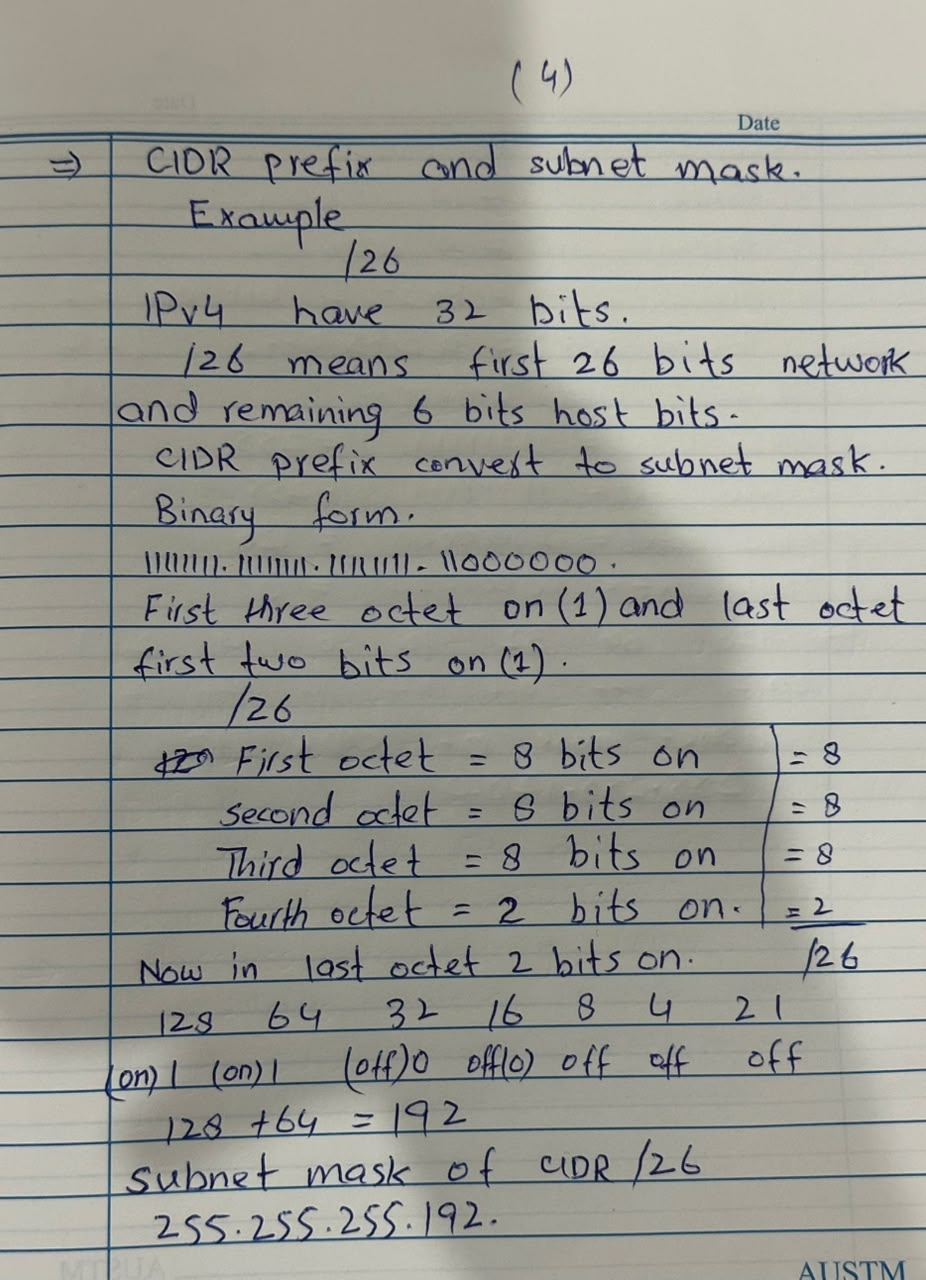 (4)
Date
⇒ CIDR prefix and subnet mask.
Example
/26
IPv4 have 32 bits.
/26 means first 26 bits network
and remaining 6 bits host bits.
CIDR prefix convert to subnet mask.
Binary form.
11111111.11111111.11111111.11000000.
First three octet on (1) and last octet
first two bits on (1).
/26
First octet = 8 bits on = 8
second octet = 8 bits on = 8
Third octet = 8 bits on = 8
Fourth octet = 2 bits on. = 2
Now in last octet 2 bits on. /26
128 64 32 16 8 4 2 1
(on) 1 (on) 1 (off) 0 off(0) off off off
128 + 64 = 192
subnet mask of CIDR /26
255.255.255.192.
AUSTM